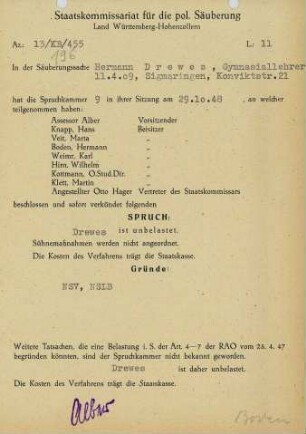 Staatskommissariat für die pol. Säuberung
Land Württemberg-Hohenzollern
Az.: 13/KB/455 L: 11
196
In der Säuberungssache Hermann Drewes, Gymnasiallehrer
11.4.09, Sigmaringen, Konviktstr.21
hat die Spruchkammer 9 in ihrer Sitzung am 29.10.48, an welcher
teilgenommen haben:
Assessor Alber Vorsitzender
Knapp, Hans Beisitzer
Veit, Maria „
Boden, Hermann „
Weimr, Karl „
Hirn, Wilhelm „
Kottmann, O.Stud.Dir. „
Klett, Martin „
Angestellter Otto Hager Vertreter des Staatskommissars
beschlossen und sofort verkündet folgenden
SPRUCH:
Drewes ist unbelastet.
Sühnemaßnahmen werden nicht angeordnet.
Die Kosten des Verfahrens trägt die Staatskasse.
Gründe:
NSV, NSLB
Weitere Tatsachen, die eine Belastung i. S. der Art. 4-7 der RAO vom 25. 4. 47
begründen könnten, sind der Spruchkammer nicht bekannt geworden.
Drewes ist daher unbelastet.
Die Kosten des Verfahrens trägt die Staatskasse.
Alber
Boden